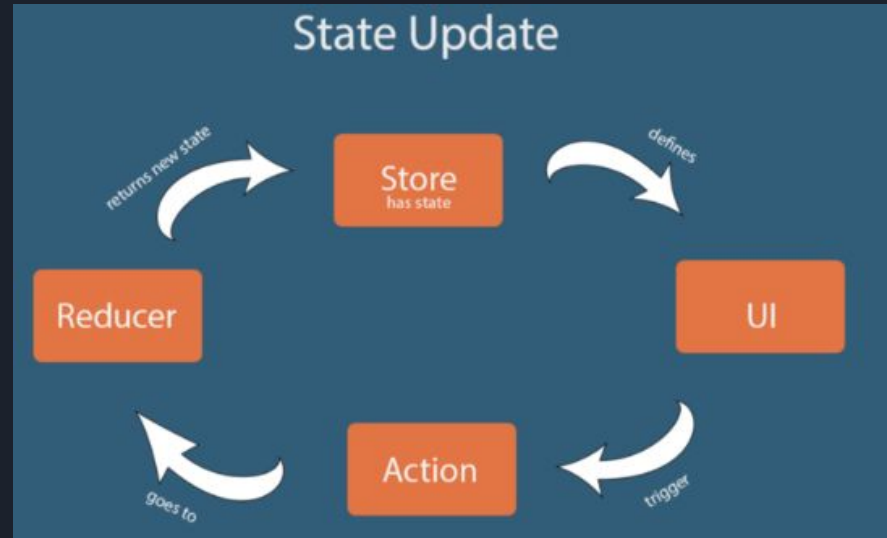 State Update
returns new state
Store
has state
defines
Reducer
UI
Action
goes to
trigger